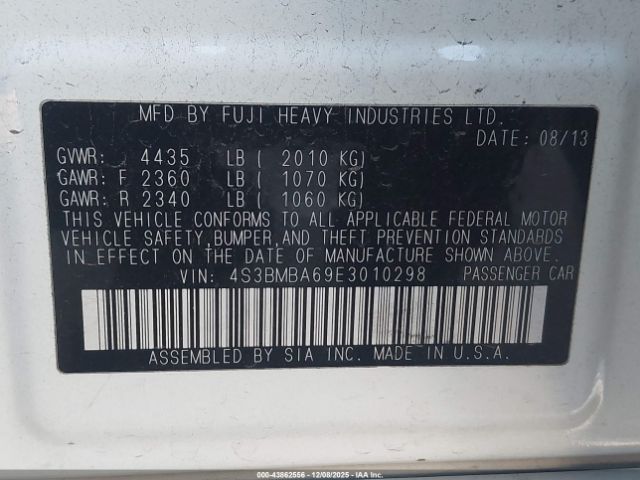 MFD BY FUJI HEAVY INDUSTRIES LTD.
DATE: 08/13
GVWR: 4435 LB ( 2010 KG)
GAWR: F 2360 LB ( 1070 KG)
GAWR: R 2340 LB ( 1060 KG)
THIS VEHICLE CONFORMS TO ALL APPLICABLE FEDERAL MOTOR
VEHICLE SAFETY,BUMPER,AND THEFT PREVENTION STANDARDS
IN EFFECT ON THE DATE OF MANUFACTURE SHOWN ABOVE.
VIN: 4S3BMBA69E3010298 PASSENGER CAR
ASSEMBLED BY SIA INC. MADE IN U.S.A.
000-43862556 - 12/08/2025 - IAA Inc.